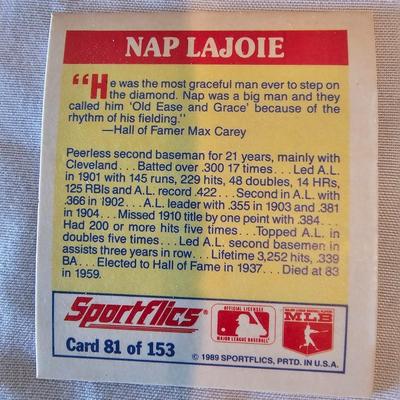 NAP LAJOIE
“He was the most graceful man ever to step on
the diamond. Nap was a big man and they
called him 'Old Ease and Grace' because of the
rhythm of his fielding.”
—Hall of Famer Max Carey
Peerless second baseman for 21 years, mainly with
Cleveland... Batted over .300 17 times... Led A.L.
in 1901 with 145 runs, 229 hits, 48 doubles, 14 HRs,
125 RBIs and A.L. record .422... Second in A.L. with
.366 in 1902... A.L. leader with .355 in 1903 and .381
in 1904... Missed 1910 title by one point with .384...
Had 200 or more hits five times... Topped A.L. in
doubles five times... Led A.L. second basemen in
assists three years in row... Lifetime 3,252 hits, .339
BA... Elected to Hall of Fame in 1937... Died at 83
in 1959.
Sportflics®
Card 81 of 153
OFFICIAL LICENSEE
MAJOR LEAGUE BASEBALL
MLB
© 1989 SPORTFLICS, PRTD. IN U.S.A.